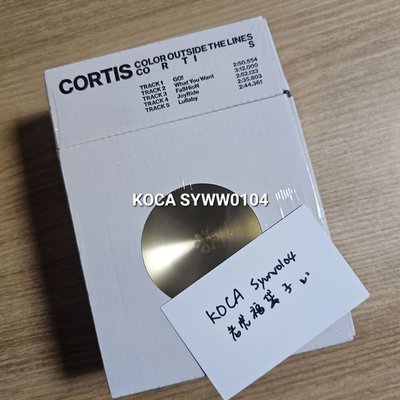 CORTIS COLOR OUTSIDE THE LINES
CO R T I S
TRACK 1 GO! 2:50.554
TRACK 2 What You Want 3:12.000
TRACK 3 FaSHioN 2:52.133
TRACK 4 JoyRide 2:35.803
TRACK 5 Lullaby 2:44.361
KOCA SYWW0104
KOCA Syww0104